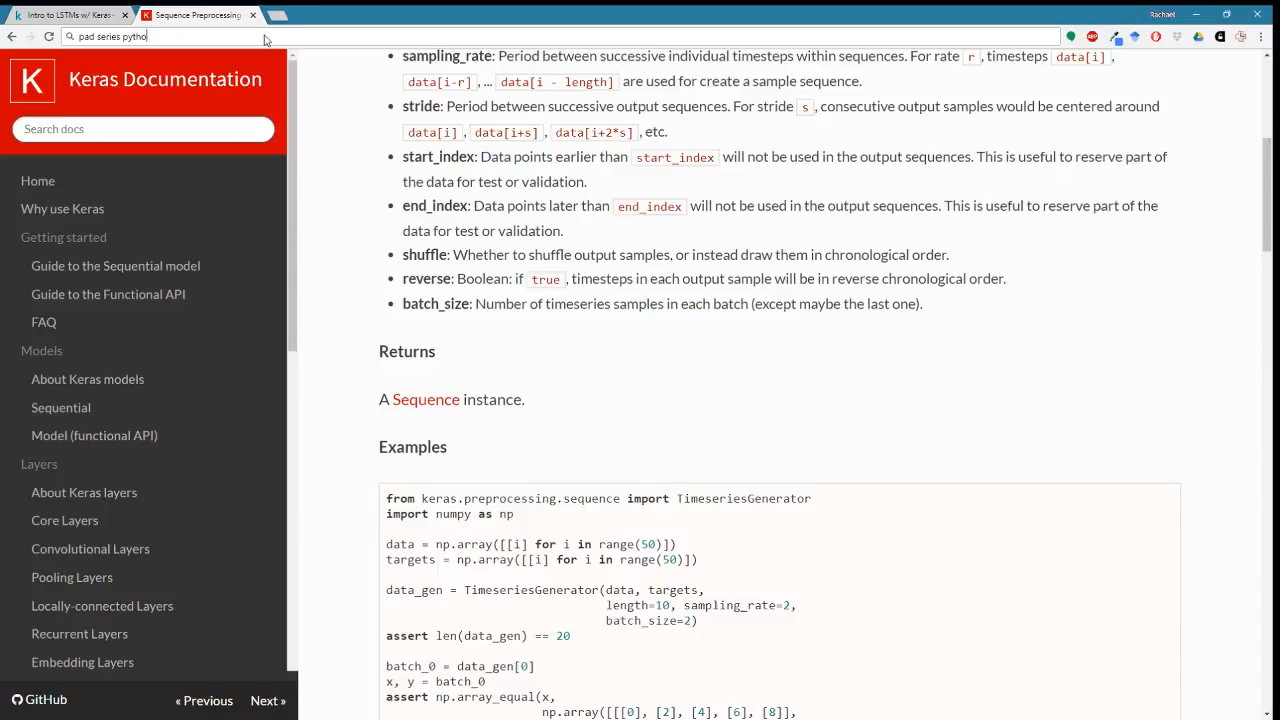 Intro to LSTMs w/ Keras-
Sequence Preprocessing
Rachael
pad series pytho
K
Keras Documentation
Search docs
Home
Why use Keras
Getting started
Guide to the Sequential model
Guide to the Functional API
FAQ
Models
About Keras models
Sequential
Model (functional API)
Layers
About Keras layers
Core Layers
Convolutional Layers
Pooling Layers
Locally-connected Layers
Recurrent Layers
Embedding Layers
GitHub
« Previous
Next »
sampling_rate: Period between successive individual timesteps within sequences. For rate r, timesteps data[i],
data[i-r], ... data[i - length] are used for create a sample sequence.
stride: Period between successive output sequences. For stride s, consecutive output samples would be centered around
data[i], data[i+s], data[i+2*s], etc.
start_index: Data points earlier than start_index will not be used in the output sequences. This is useful to reserve part of
the data for test or validation.
end_index: Data points later than end_index will not be used in the output sequences. This is useful to reserve part of the
data for test or validation.
shuffle: Whether to shuffle output samples, or instead draw them in chronological order.
reverse: Boolean: if true, timesteps in each output sample will be in reverse chronological order.
batch_size: Number of timeseries samples in each batch (except maybe the last one).
Returns
A Sequence instance.
Examples
from keras.preprocessing.sequence import TimeseriesGenerator
import numpy as np
data = np.array([[i] for i in range(50)])
targets = np.array([[i] for i in range(50)])
data_gen = TimeseriesGenerator(data, targets,
length=10, sampling_rate=2,
batch_size=2)
assert len(data_gen) == 20
batch_0 = data_gen[0]
x, y = batch_0
assert np.array_equal(x,
np.array([[[0], [2], [4], [6], [8]],